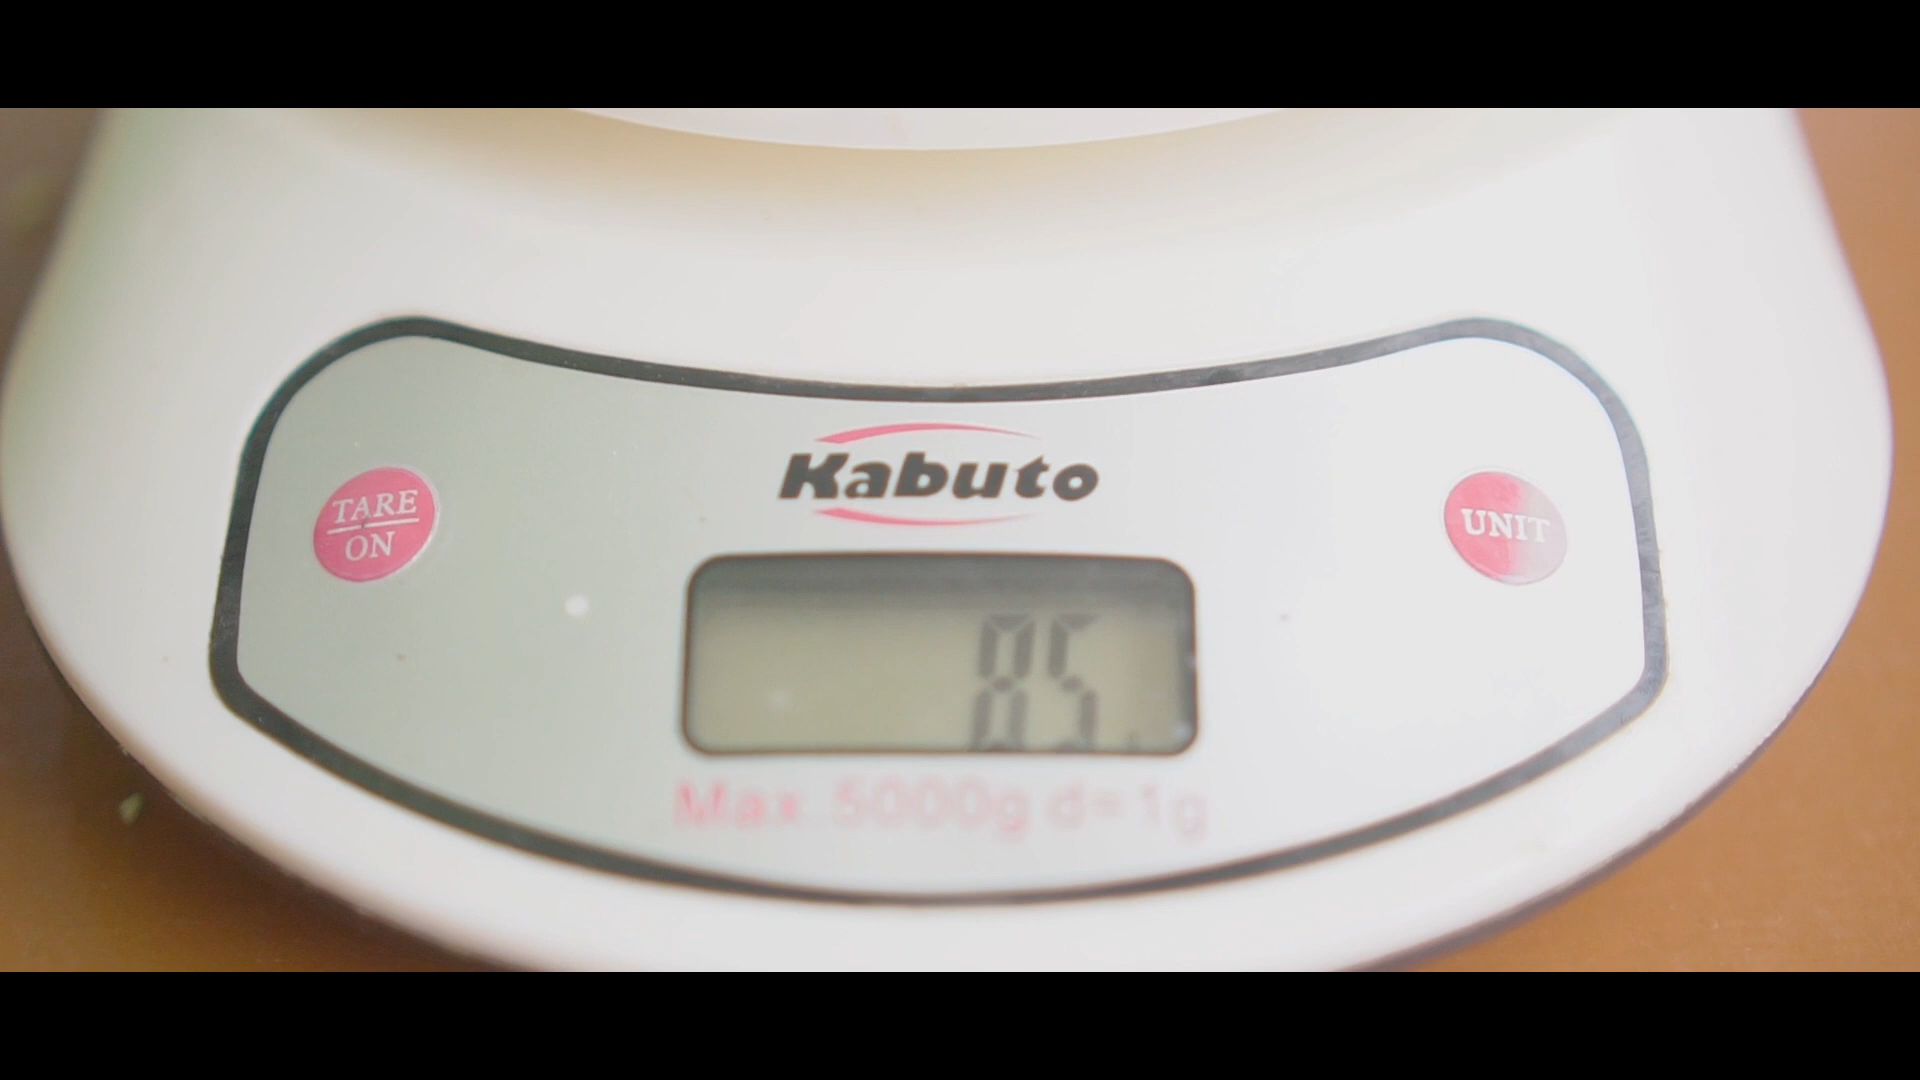 Kabuto
TARE
ON
UNIT
85
Max 5000g d=1g